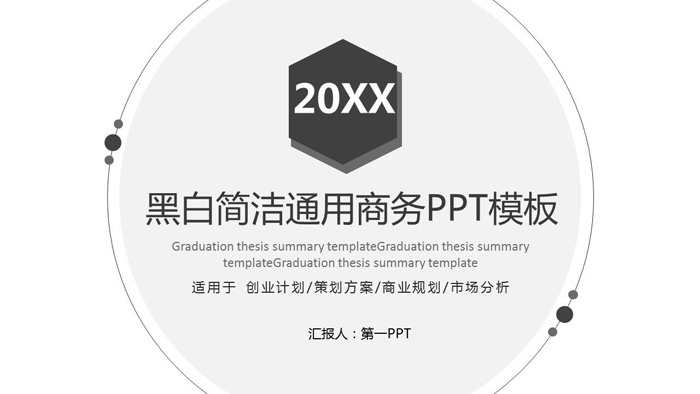 20XX
黑白简洁通用商务PPT模板
Graduation thesis summary templateGraduation thesis summary
templateGraduation thesis summary template
适用于 创业计划/策划方案/商业规划/市场分析
汇报人：第一PPT